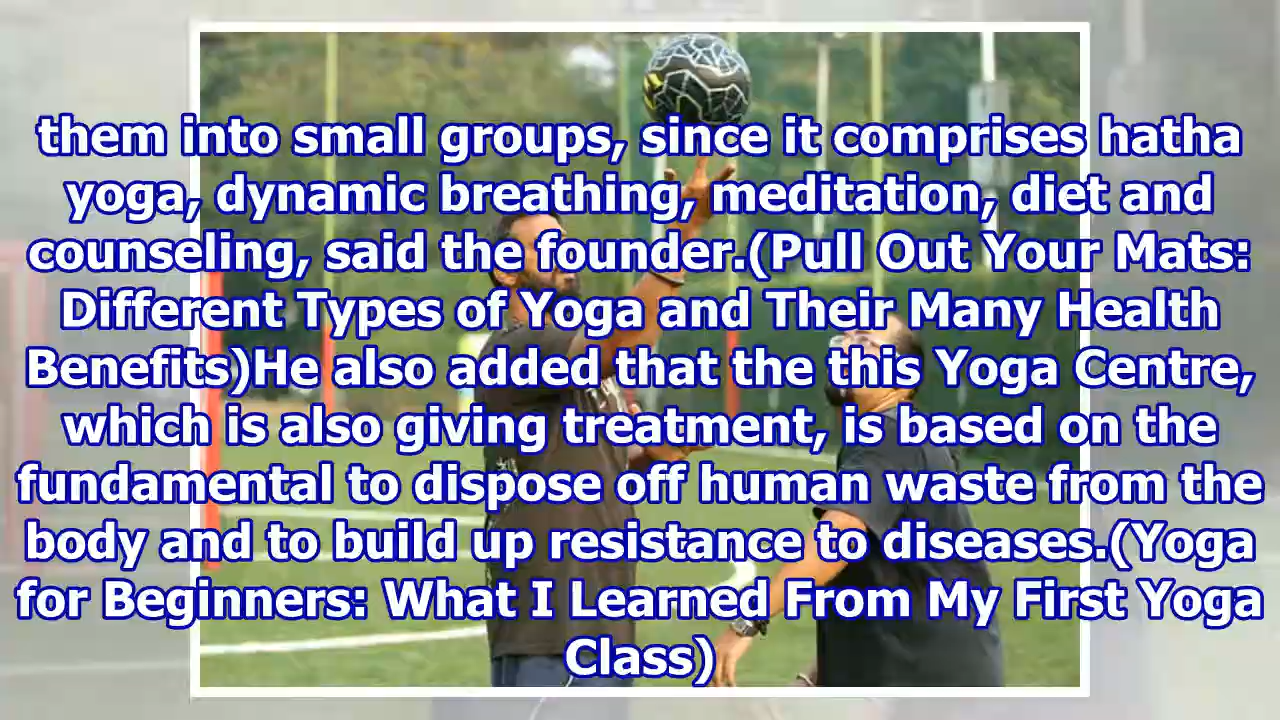 them into small groups, since it comprises hatha
yoga, dynamic breathing, meditation, diet and
counseling, said the founder.(Pull Out Your Mats:
Different Types of Yoga and Their Many Health
Benefits)He also added that the this Yoga Centre,
which is also giving treatment, is based on the
fundamental to dispose off human waste from the
body and to build up resistance to diseases.(Yoga
for Beginners: What I Learned From My First Yoga
Class)